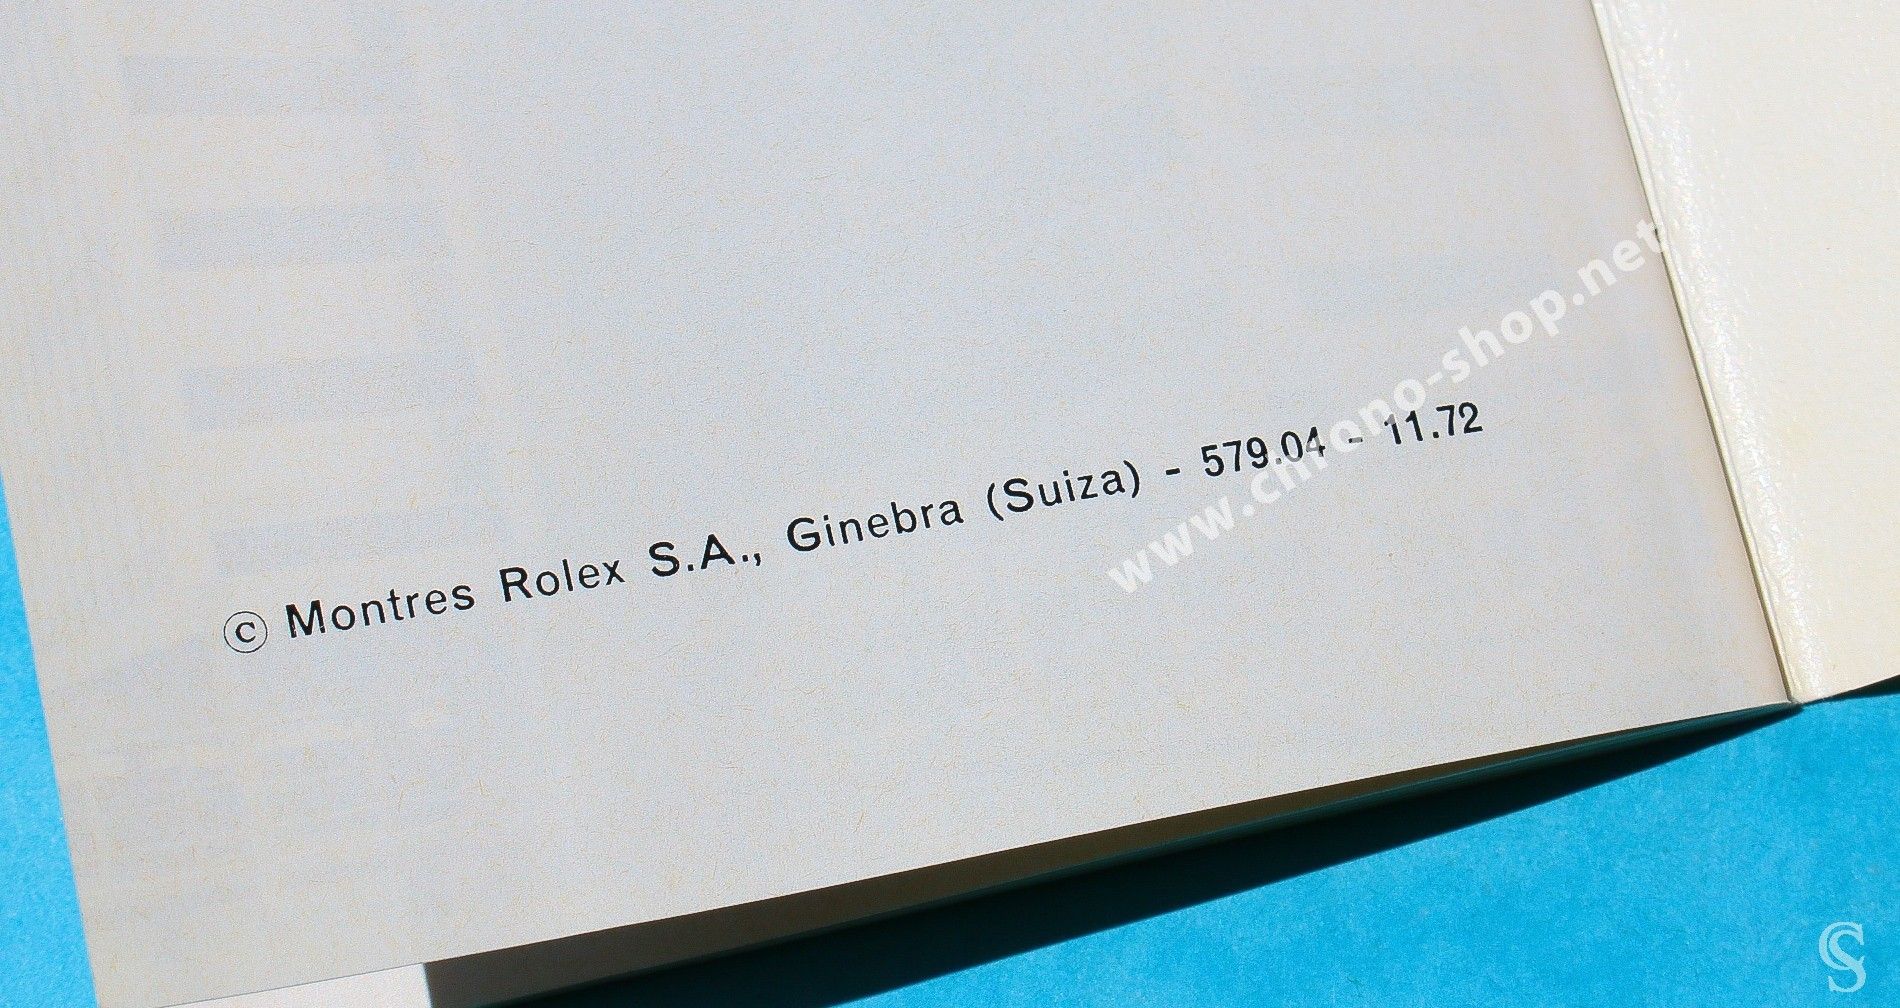 © Montres Rolex S.A., Ginebra (Suiza) - 579.04 - 11.72
www.chrono-shop.net